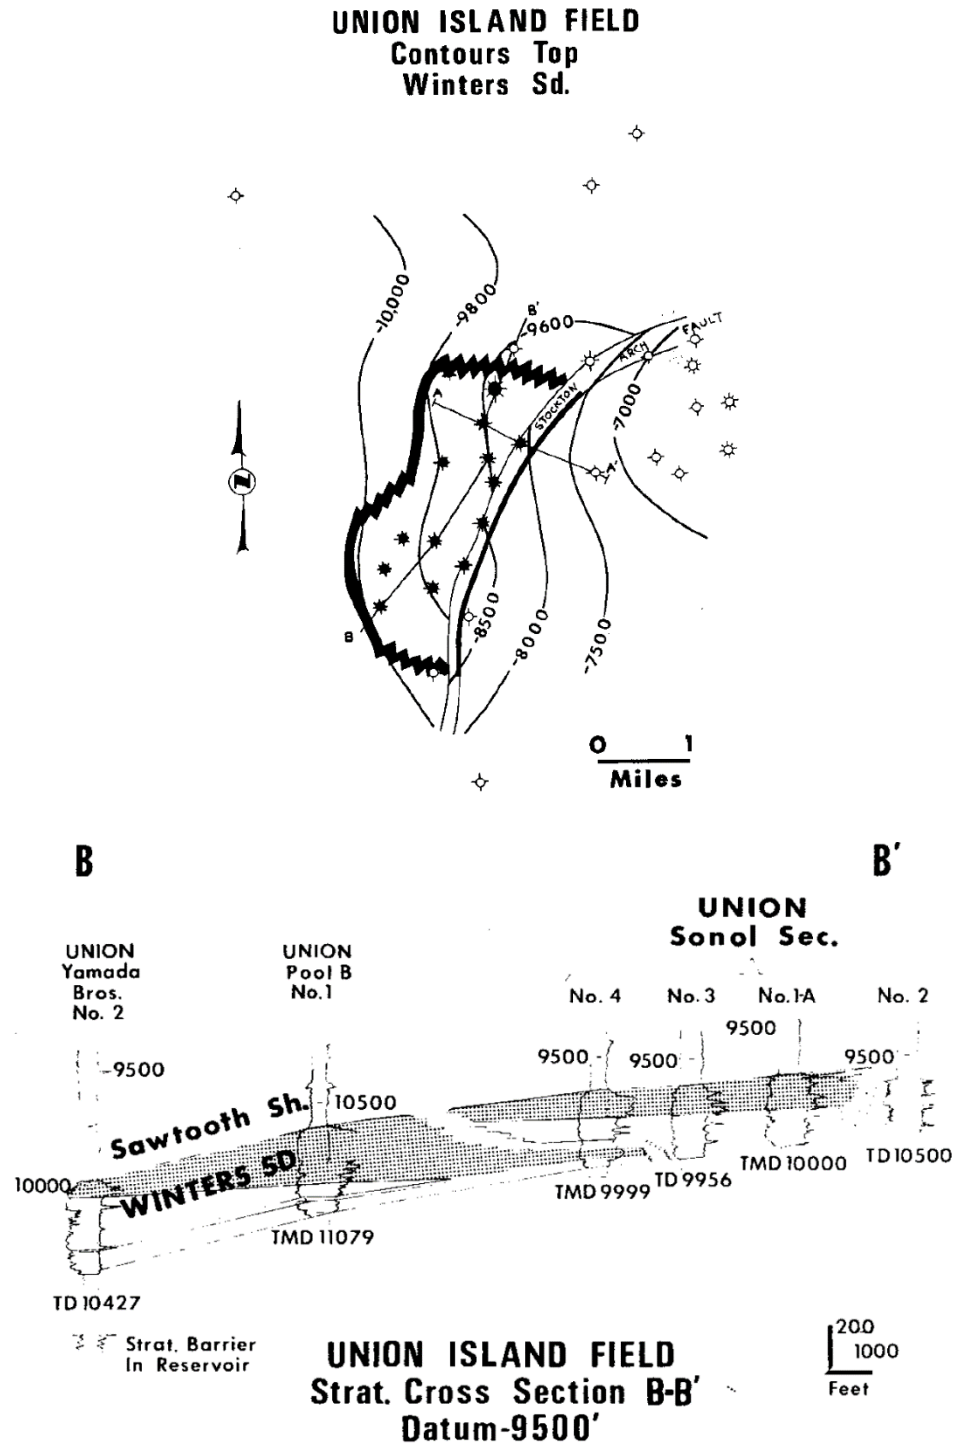 UNION ISLAND FIELD
Contours Top
Winters Sd.
-10,000
-9800
B'
-9600
FAULT
ARCH
STOCKTON
-7000
A
A'
N
B
-8500
-8000
-7500
0 1
Miles
B B'
UNION
Sonol Sec.
UNION
Yamada
Bros.
No. 2
UNION
Pool B
No.1
No. 4 No. 3 No.1-A No. 2
9500
-9500 9500 - 9500 - 9500 -
Sawtooth Sh. 10500
10000 WINTERS SD
TMD 9999 TD 9956 TMD 10000 TD 10500
TMD 11079
TD 10427
Strat. Barrier
In Reservoir
UNION ISLAND FIELD
Strat. Cross Section B-B'
Datum-9500'
200
1000
Feet